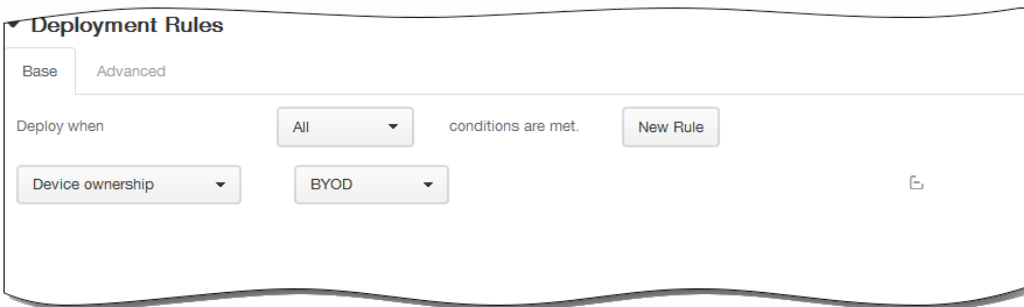 Deployment Rules
Base Advanced
Deploy when All conditions are met. New Rule
Device ownership BYOD